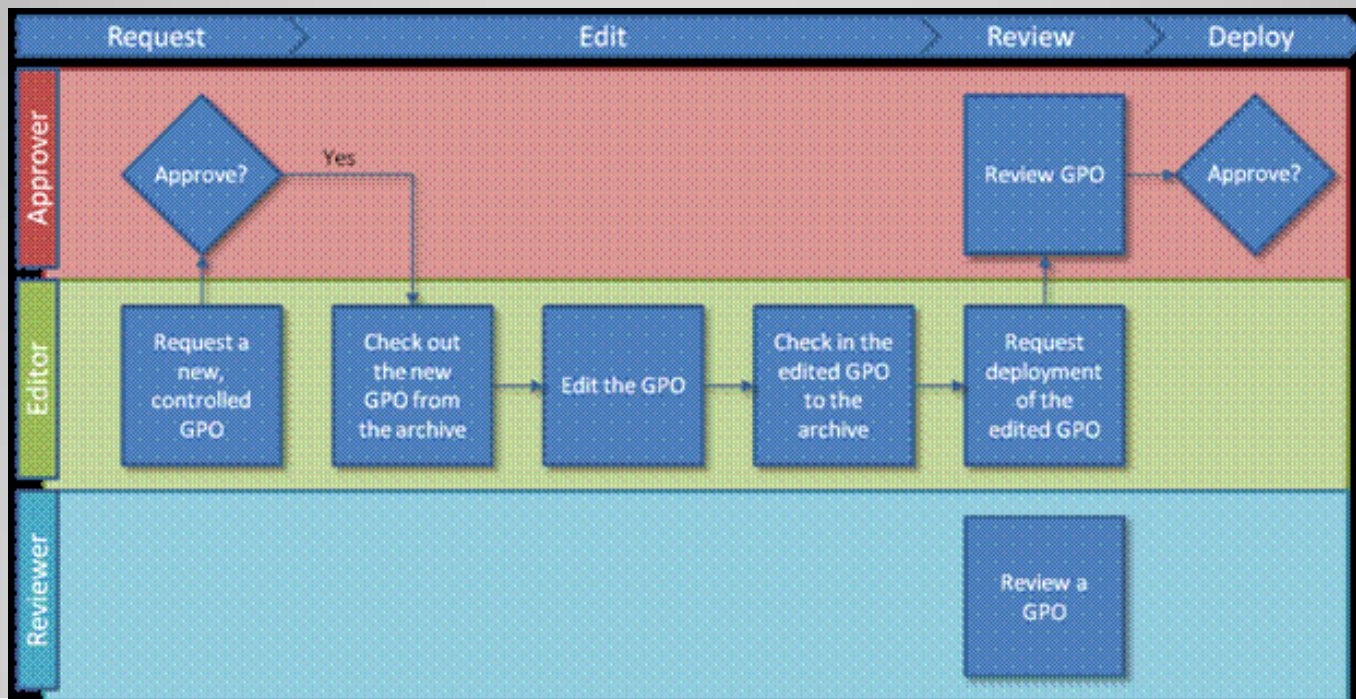 Request
Edit
Review
Deploy
Approver
Approve?
Yes
Review GPO
Approve?
Editor
Request a
new,
controlled
GPO
Check out
the new
GPO from
the archive
Edit the GPO
Check in the
edited GPO
to the
archive
Request
deployment
of the
edited GPO
Reviewer
Review a
GPO